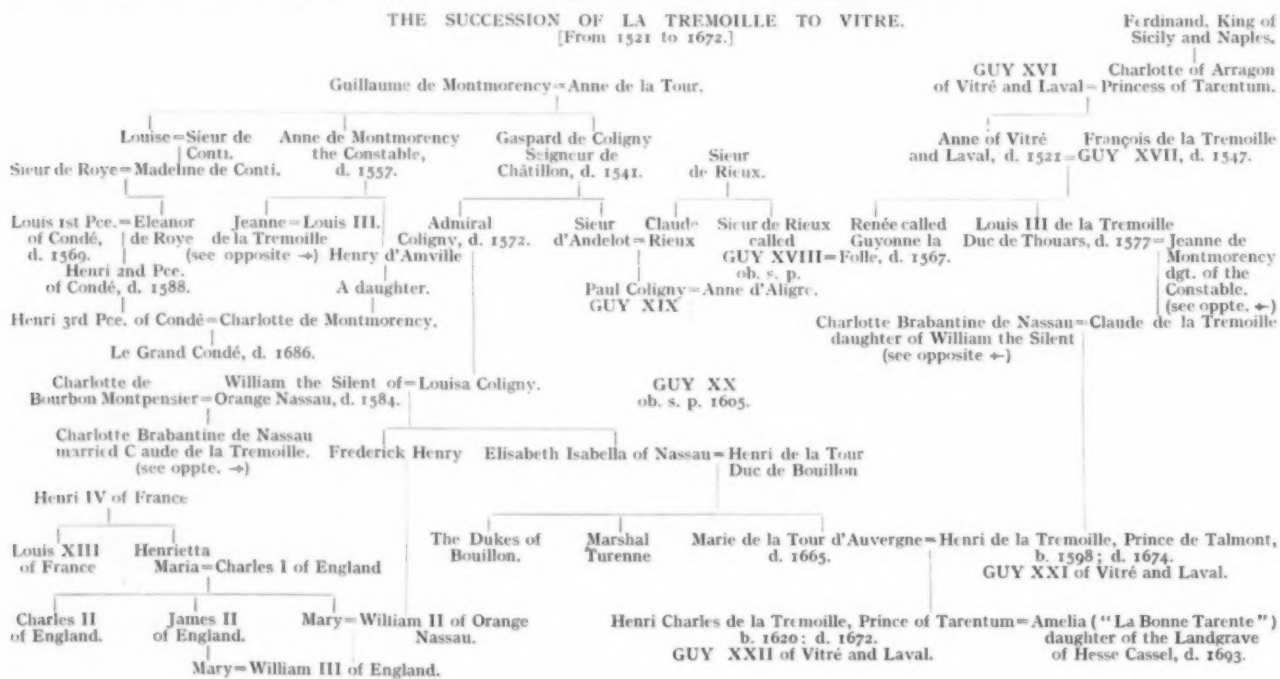 THE SUCCESSION OF LA TREMOILLE TO VITRE.
[From 1521 to 1672.]
Ferdinand, King of
Sicily and Naples.
Guillaume de Montmorency=Anne de la Tour.
GUY XVI
of Vitré and Laval=
Charlotte of Arragon
Princess of Tarentum.
Louise=Sieur de
Conti.
Anne de Montmorency
the Constable,
d. 1557.
Gaspard de Coligny
Seigneur de
Châtillon, d. 1541.
Sieur
de Rieux.
Anne of Vitré
and Laval, d. 1521=
François de la Tremoille
GUY XVII, d. 1547.
Sieur de Roye=Madeline de Conti.
Louis 1st Pce.=Eleanor
of Condé, de Roye
d. 1569.
Jeanne=Louis III.
de la Tremoille
(see opposite →)
Henry d'Amville
Admiral
Coligny, d. 1572.
Sieur
d'Andelot=
Claude
Rieux
Sieur de Rieux
called
GUY XVIII=
ob. s. p.
Renée called
Guyonne la
Folle, d. 1567.
Louis III de la Tremoille
Duc de Thouars, d. 1577=
Jeanne de
Montmorency
dgt. of the
Constable.
(see oppte. ←)
Henri 2nd Pce.
of Condé, d. 1588.
A daughter.
Paul Coligny=Anne d'Aligre.
GUY XIX
Henri 3rd Pce. of Condé=Charlotte de Montmorency.
Charlotte Brabantine de Nassau=Claude de la Tremoille
daughter of William the Silent
(see opposite ←)
Le Grand Condé, d. 1686.
Charlotte de
Bourbon Montpensier=
William the Silent of=Louisa Coligny.
Orange Nassau, d. 1584.
GUY XX
ob. s. p. 1605.
Charlotte Brabantine de Nassau
married C aude de la Tremoille.
(see oppte. →)
Frederick Henry
Elisabeth Isabella of Nassau=Henri de la Tour
Duc de Bouillon
Henri IV of France
Louis XIII
of France
Henrietta
Maria=Charles I of England
The Dukes of
Bouillon.
Marshal
Turenne
Marie de la Tour d'Auvergne=Henri de la Tremoille, Prince de Talmont,
d. 1665.
b. 1598; d. 1674.
GUY XXI of Vitré and Laval.
Charles II
of England.
James II
of England.
Mary=William II of Orange
Nassau.
Henri Charles de la Tremoille, Prince of Tarentum=Amelia ("La Bonne Tarente")
b. 1620; d. 1672.
GUY XXII of Vitré and Laval.
daughter of the Landgrave
of Hesse Cassel, d. 1693.
Mary=William III of England.